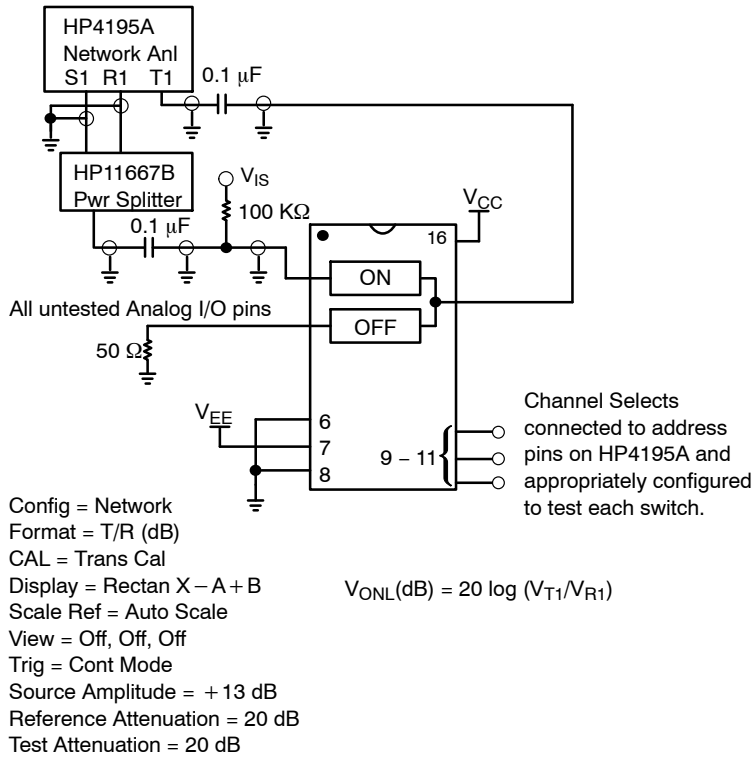 HP4195A
Network Anl
S1 R1 T1
0.1 μF
HP11667B
Pwr Splitter
V_IS
100 KΩ
0.1 μF
V_CC
16
ON
All untested Analog I/O pins
OFF
50 Ω
V_EE
6
7
8
9 – 11
Channel Selects
connected to address
pins on HP4195A and
appropriately configured
to test each switch.
Config = Network
Format = T/R (dB)
CAL = Trans Cal
Display = Rectan X−A+B
Scale Ref = Auto Scale
View = Off, Off, Off
Trig = Cont Mode
Source Amplitude = +13 dB
Reference Attenuation = 20 dB
Test Attenuation = 20 dB
V_ONL(dB) = 20 log (V_T1/V_R1)